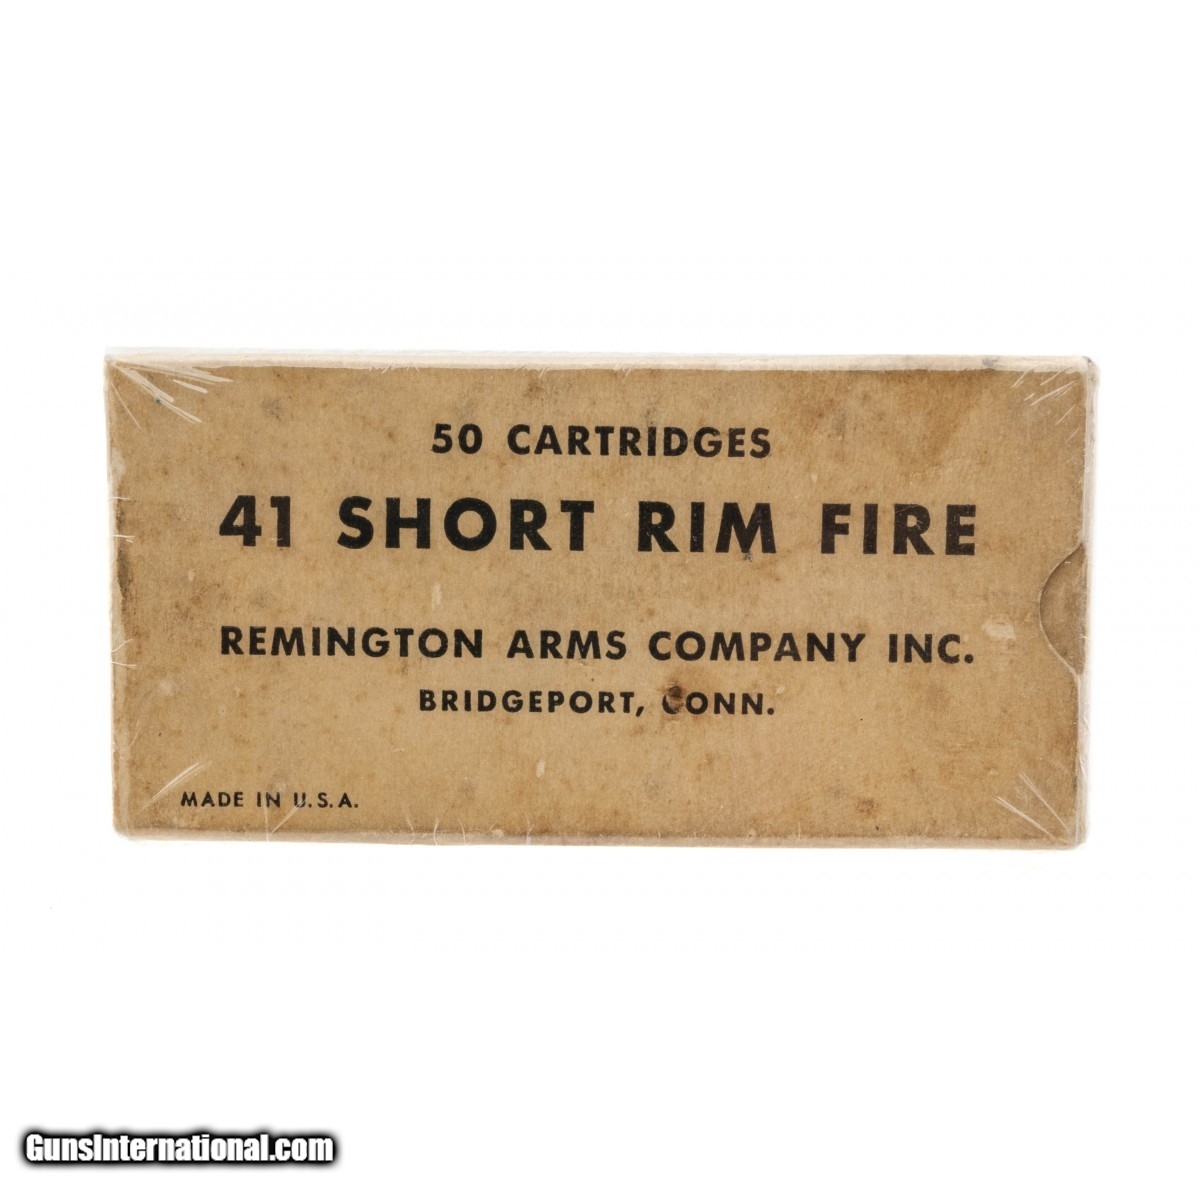 50 CARTRIDGES
41 SHORT RIM FIRE
REMINGTON ARMS COMPANY INC.
BRIDGEPORT, CONN.
MADE IN U.S.A.
GunsInternational.com